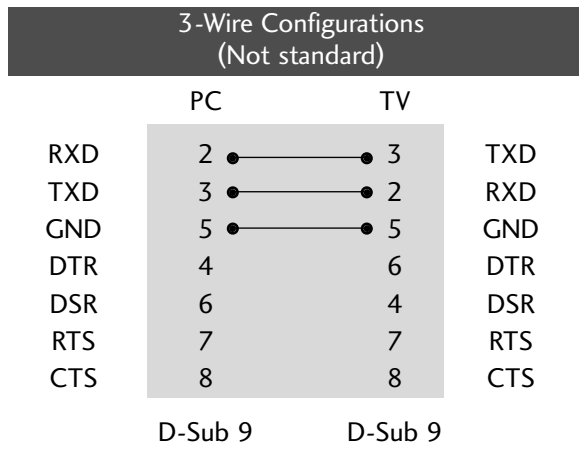 3-Wire Configurations
(Not standard)
PC TV
RXD 2 3 TXD
TXD 3 2 RXD
GND 5 5 GND
DTR 4 6 DTR
DSR 6 4 DSR
RTS 7 7 RTS
CTS 8 8 CTS
D-Sub 9 D-Sub 9